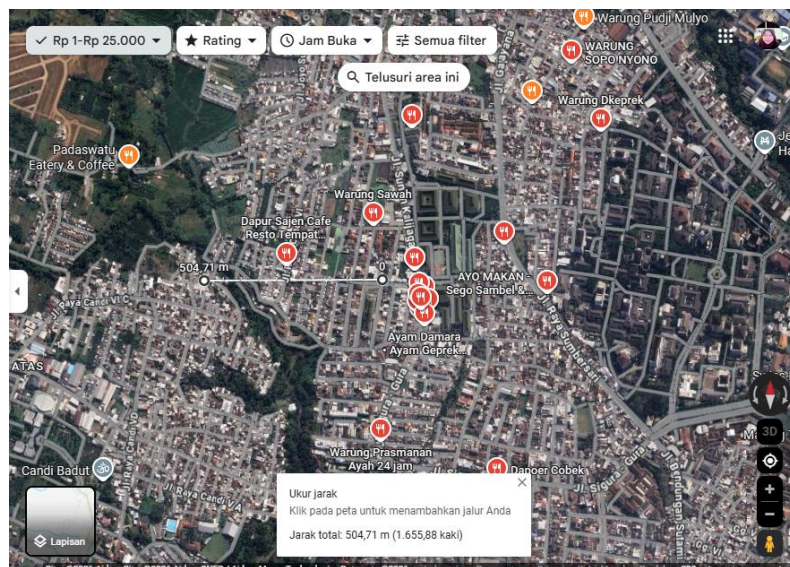 Warung Pudji Mulyo
Rp 1-Rp 25.000
Rating
Jam Buka
Semua filter
WARUNG
SOPO NYONO
Telusuri area ini
Warung Dkeprek
Padaswatu
Eatery & Coffee
Warung Sawah
Dapur Sajen Cafe
Resto Tempat...
504,71 m
0
AYO MAKAN -
Sego Sambel &...
Jl. Raya Candi VI C
Jl. Raya Sumbersari
Ayam Damara
Ayam Geprek...
ATAS
3D
Warung Prasmanan
Ayah 24 jam
Candi Badut
Dapoer Cobek
Jl. Raya Candi VA
Jl. Sigura - Gura
Ukur jarak
Klik pada peta untuk menambahkan jalur Anda
Jarak total: 504,71 m (1.655,88 kaki)
Lapisan